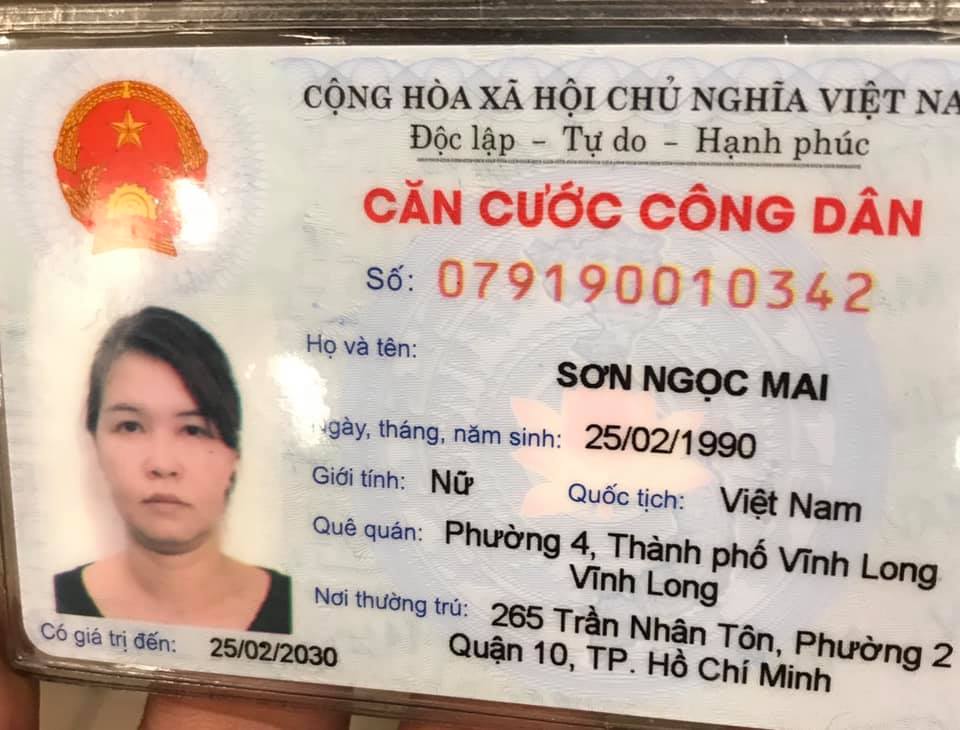 CỘNG HÒA XÃ HỘI CHỦ NGHĨA VIỆT NA
Độc lập - Tự do - Hạnh phúc
CĂN CƯỚC CÔNG DÂN
Số: 079190010342
Họ và tên:
SƠN NGỌC MAI
Ngày, tháng, năm sinh: 25/02/1990
Giới tính: Nữ Quốc tịch: Việt Nam
Quê quán: Phường 4, Thành phố Vĩnh Long
Vĩnh Long
Nơi thường trú: 265 Trần Nhân Tôn, Phường 2
Quận 10, TP. Hồ Chí Minh
Có giá trị đến: 25/02/2030